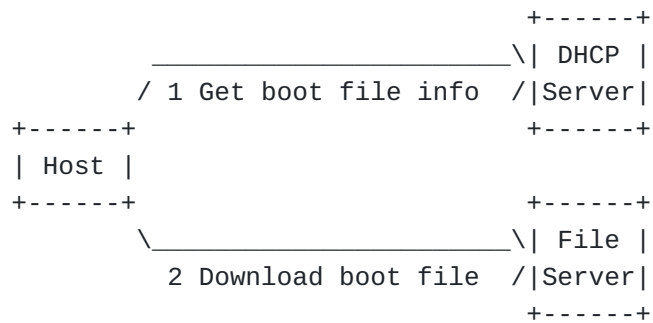 DHCP
1 Get boot file info
Server
Host
File
2 Download boot file
Server